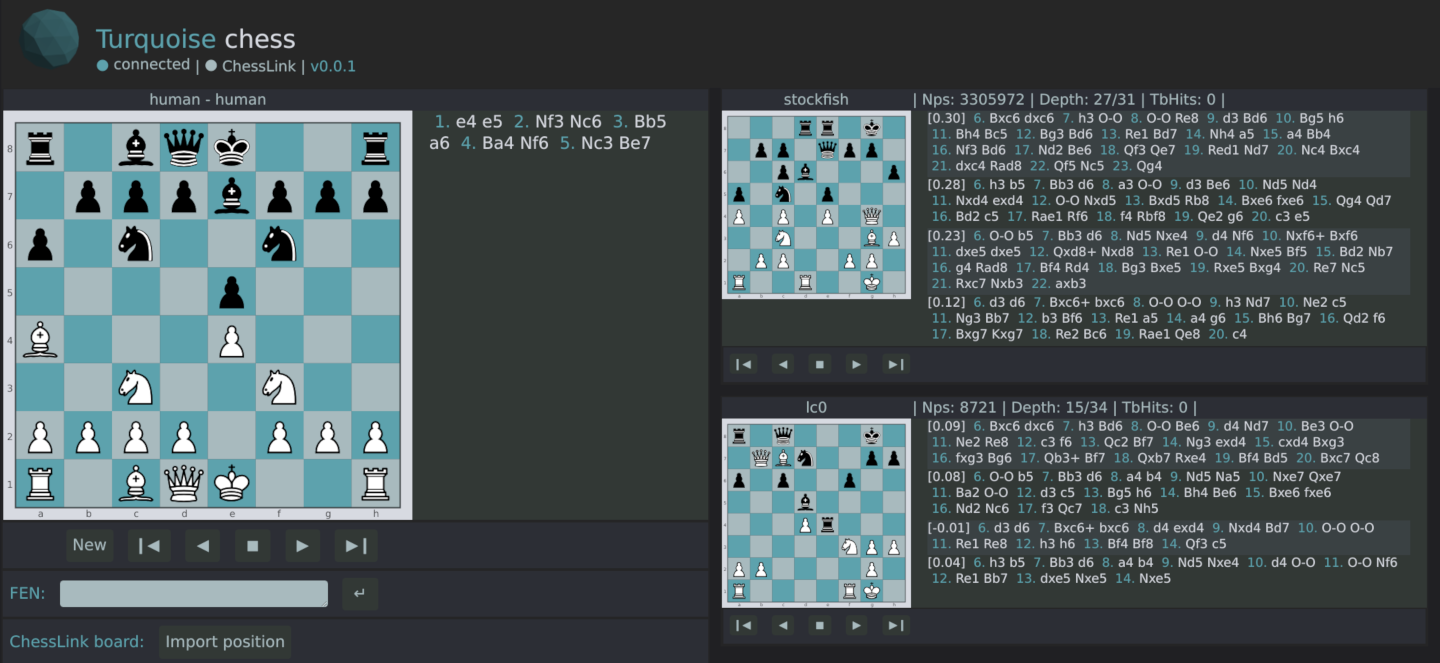 Turquoise chess
connected | ChessLink | v0.0.1
human - human
1. e4 e5 2. Nf3 Nc6 3. Bb5
a6 4. Ba4 Nf6 5. Nc3 Be7
8
7
6
5
4
3
2
1
a b c d e f g h
New
FEN:
ChessLink board: Import position
stockfish | Nps: 3305972 | Depth: 27/31 | TbHits: 0 |
[0.30] 6. Bxc6 dxc6 7. h3 O-O 8. O-O Re8 9. d3 Bd6 10. Bg5 h6
11. Bh4 Bc5 12. Bg3 Bd6 13. Re1 Bd7 14. Nh4 a5 15. a4 Bb4
16. Nf3 Bd6 17. Nd2 Be6 18. Qf3 Qe7 19. Red1 Nd7 20. Nc4 Bxc4
21. dxc4 Rad8 22. Qf5 Nc5 23. Qg4
[0.28] 6. h3 b5 7. Bb3 d6 8. a3 O-O 9. d3 Be6 10. Nd5 Nd4
11. Nxd4 exd4 12. O-O Nxd5 13. Bxd5 Rb8 14. Bxe6 fxe6 15. Qg4 Qd7
16. Bd2 c5 17. Rae1 Rf6 18. f4 Rbf8 19. Qe2 g6 20. c3 e5
[0.23] 6. O-O b5 7. Bb3 d6 8. Nd5 Nxe4 9. d4 Nf6 10. Nxf6+ Bxf6
11. dxe5 dxe5 12. Qxd8+ Nxd8 13. Re1 O-O 14. Nxe5 Bf5 15. Bd2 Nb7
16. g4 Rad8 17. Bf4 Rd4 18. Bg3 Bxe5 19. Rxe5 Bxg4 20. Re7 Nc5
21. Rxc7 Nxb3 22. axb3
[0.12] 6. d3 d6 7. Bxc6+ bxc6 8. O-O O-O 9. h3 Nd7 10. Ne2 c5
11. Ng3 Bb7 12. b3 Bf6 13. Re1 a5 14. a4 g6 15. Bh6 Bg7 16. Qd2 f6
17. Bxg7 Kxg7 18. Re2 Bc6 19. Rae1 Qe8 20. c4
lc0 | Nps: 8721 | Depth: 15/34 | TbHits: 0 |
[0.09] 6. Bxc6 dxc6 7. h3 Bd6 8. O-O Be6 9. d4 Nd7 10. Be3 O-O
11. Ne2 Re8 12. c3 f6 13. Qc2 Bf7 14. Ng3 exd4 15. cxd4 Bxg3
16. fxg3 Bg6 17. Qb3+ Bf7 18. Qxb7 Rxe4 19. Bf4 Bd5 20. Bxc7 Qc8
[0.08] 6. O-O b5 7. Bb3 d6 8. a4 b4 9. Nd5 Na5 10. Nxe7 Qxe7
11. Ba2 O-O 12. d3 c5 13. Bg5 h6 14. Bh4 Be6 15. Bxe6 fxe6
16. Nd2 Nc6 17. f3 Qc7 18. c3 Nh5
[-0.01] 6. d3 d6 7. Bxc6+ bxc6 8. d4 exd4 9. Nxd4 Bd7 10. O-O O-O
11. Re1 Re8 12. h3 h6 13. Bf4 Bf8 14. Qf3 c5
[0.04] 6. h3 b5 7. Bb3 d6 8. a4 b4 9. Nd5 Nxe4 10. d4 O-O 11. O-O Nf6
12. Re1 Bb7 13. dxe5 Nxe5 14. Nxe5